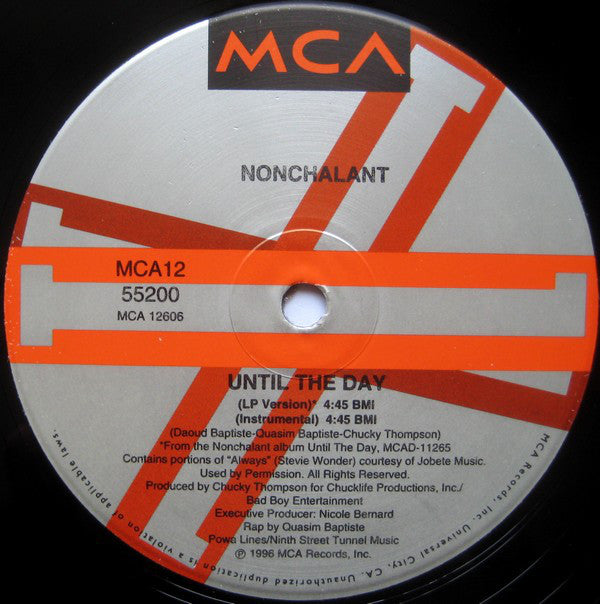 MCA
NONCHALANT
MCA12
55200
MCA 12606
UNTIL THE DAY
(LP Version)* 4:45 BMI
(Instrumental) 4:45 BMI
(Daoud Baptiste-Quasim Baptiste-Chucky Thompson)
*From the Nonchalant album Until The Day, MCAD-11265
Contains portions of "Always" (Stevie Wonder) courtesy of Jobete Music.
Used by Permission. All Rights Reserved.
Produced by Chucky Thompson for Chucklife Productions, Inc./
Bad Boy Entertainment
Executive Producer: Nicole Bernard
Rap by Quasim Baptiste
Powa Lines/Ninth Street Tunnel Music
℗ 1996 MCA Records, Inc.
MCA Records, Inc. Universal City, CA. Unauthorized duplication is a violation of applicable laws.